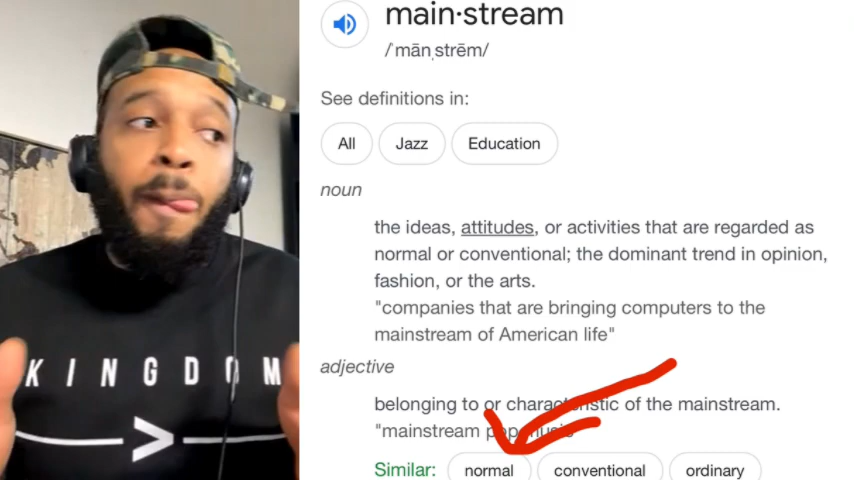 main·stream
/ˈmānˌstrēm/
See definitions in:
All
Jazz
Education
noun
the ideas, attitudes, or activities that are regarded as
normal or conventional; the dominant trend in opinion,
fashion, or the arts.
"companies that are bringing computers to the
mainstream of American life"
adjective
belonging to or characteristic of the mainstream.
"mainstream pop music"
Similar:
normal
conventional
ordinary
KINGDOM
>